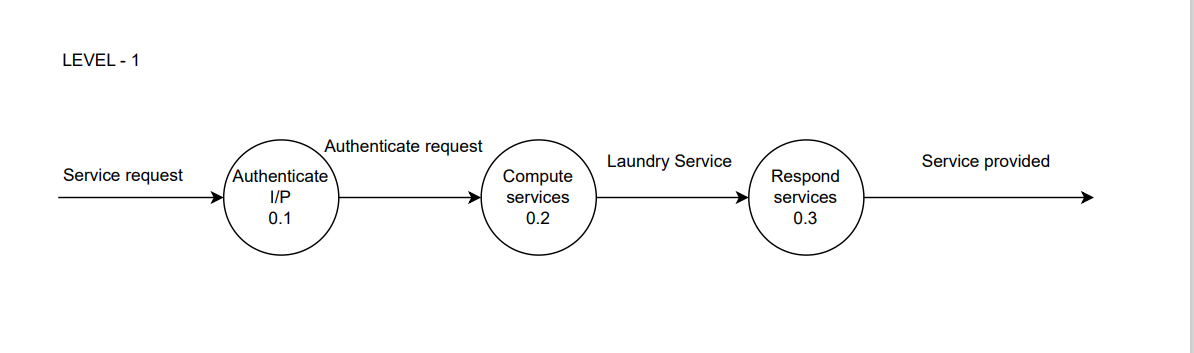 LEVEL - 1
Authenticate request
Laundry Service
Service provided
Service request
Authenticate
I/P
0.1
Compute
services
0.2
Respond
services
0.3